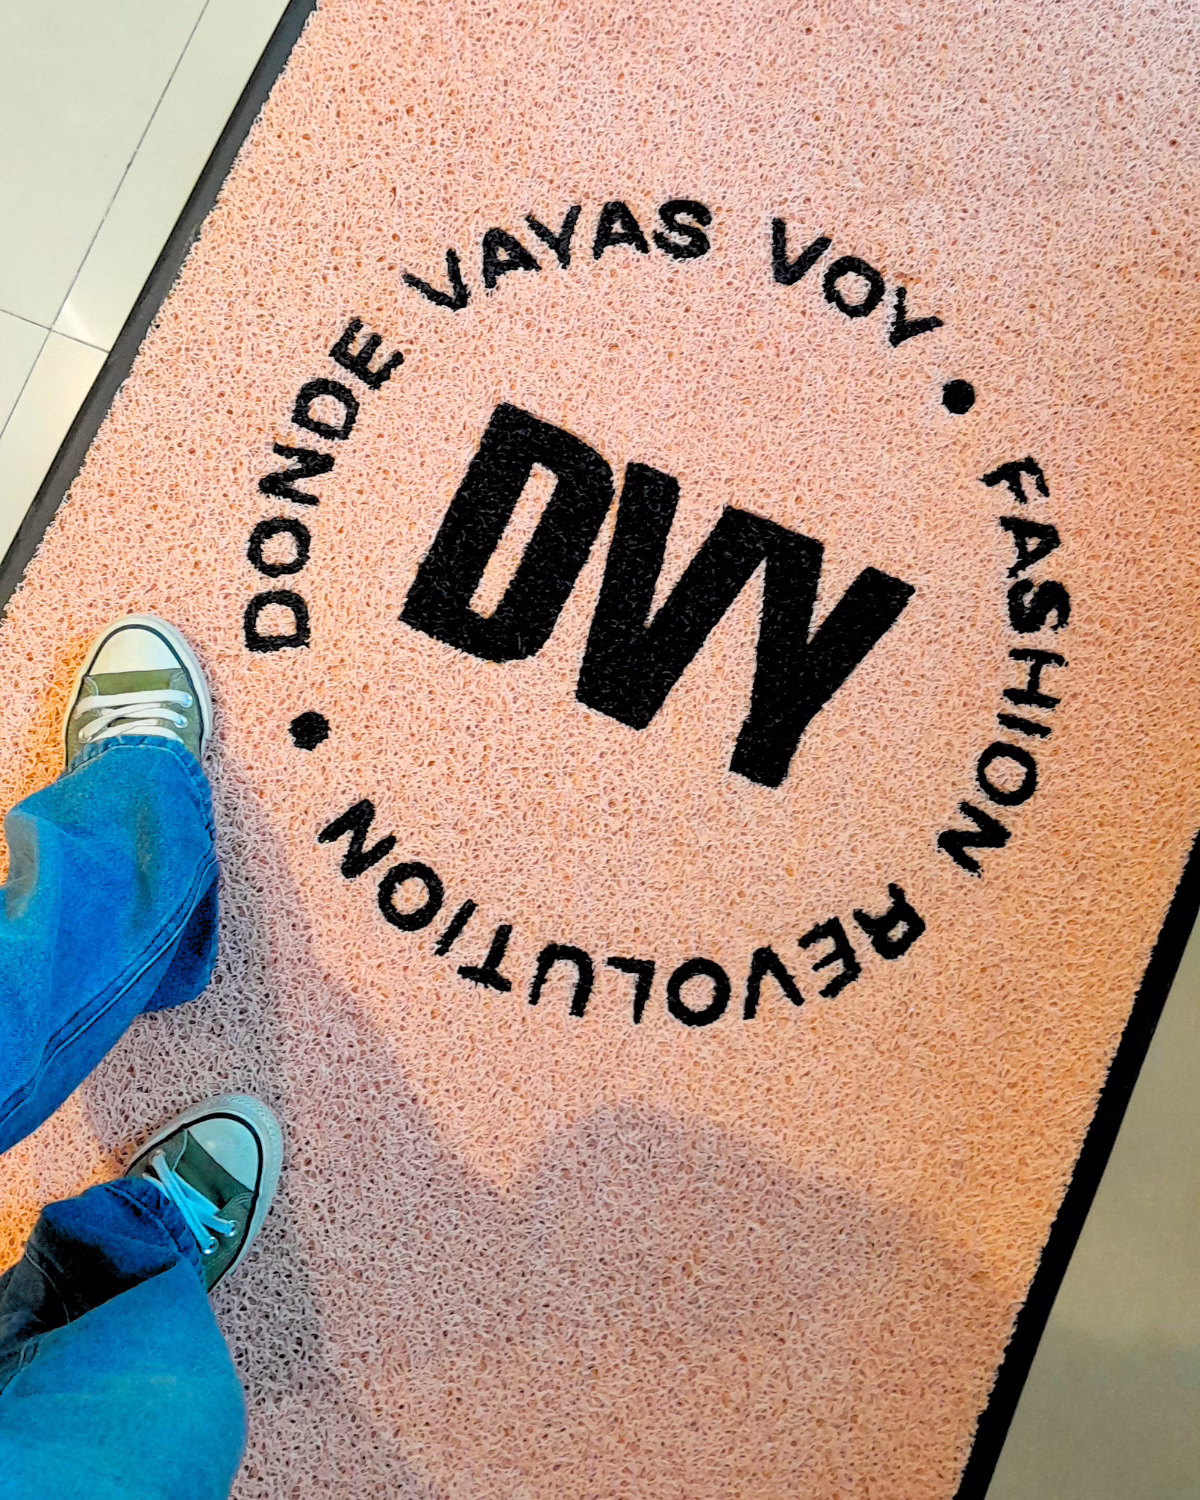 DONDE VAYAS VOY • FASHION REVOLUTION •
DVY